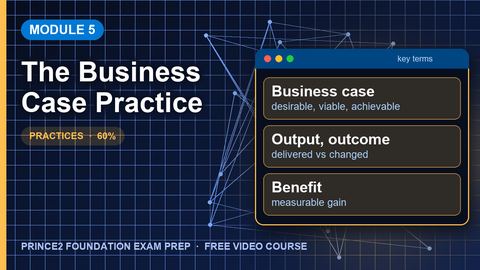 MODULE 5
The Business
Case Practice
PRACTICES · 60%
key terms
Business case
desirable, viable, achievable
Output, outcome
delivered vs changed
Benefit
measurable gain
PRINCE2 FOUNDATION EXAM PREP · FREE VIDEO COURSE